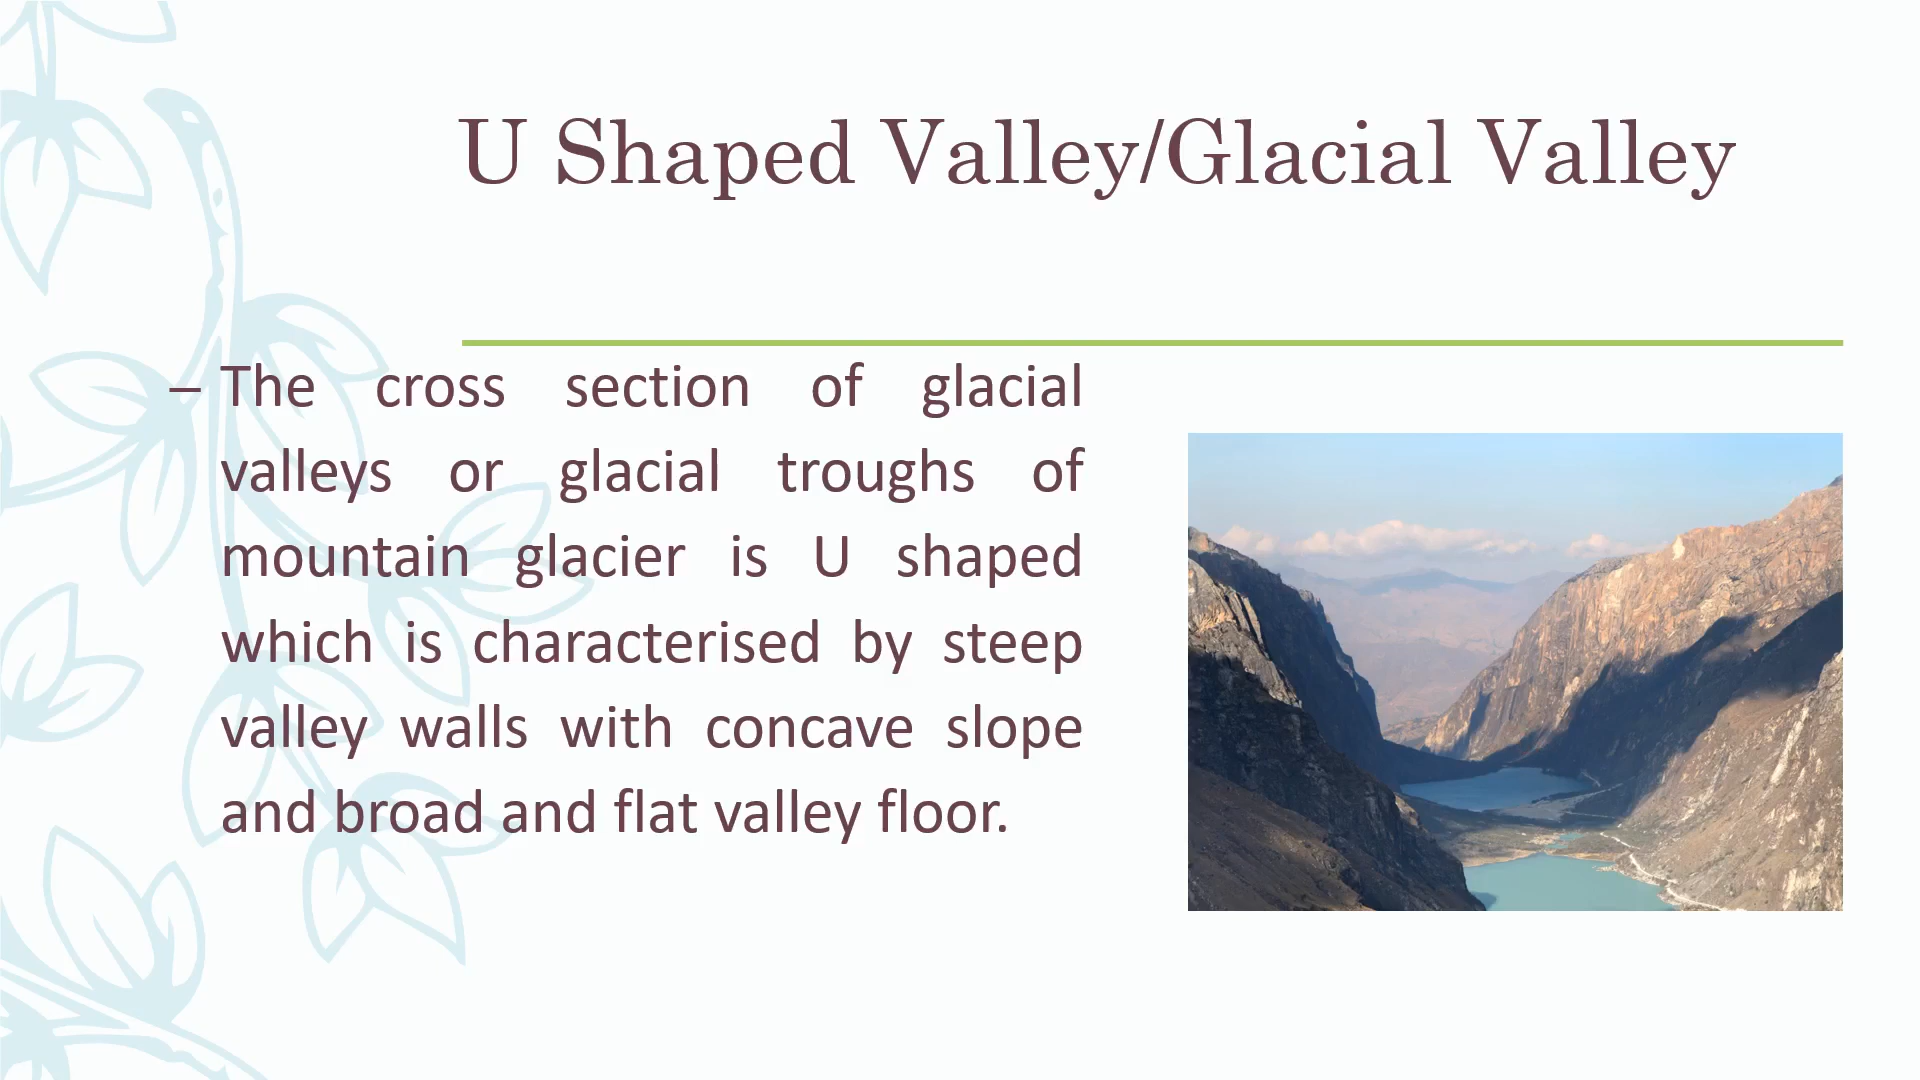 U Shaped Valley/Glacial Valley
– The cross section of glacial
valleys or glacial troughs of
mountain glacier is U shaped
which is characterised by steep
valley walls with concave slope
and broad and flat valley floor.